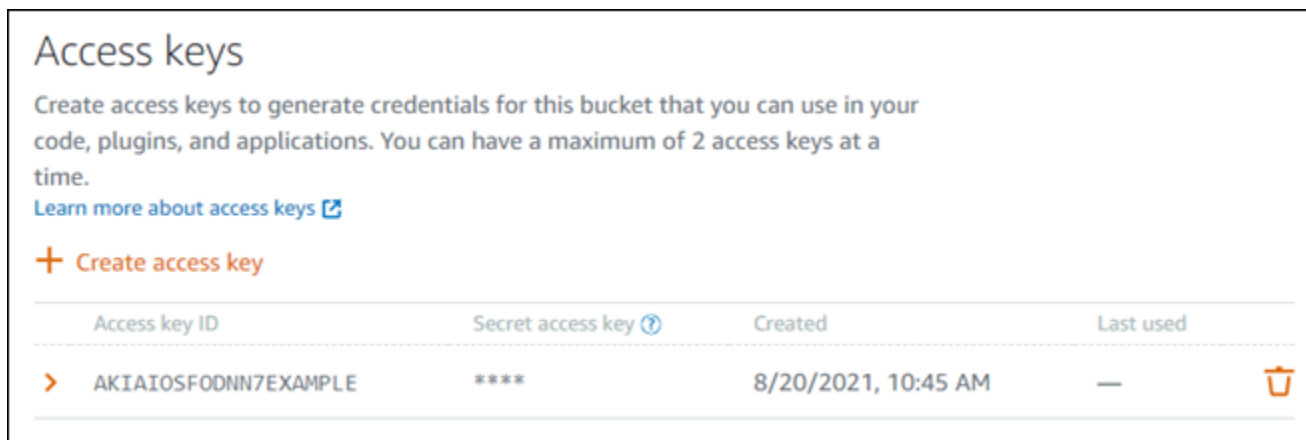 Access keys
Create access keys to generate credentials for this bucket that you can use in your
code, plugins, and applications. You can have a maximum of 2 access keys at a
time.
Learn more about access keys
Create access key
Access key ID Secret access key Created Last used
AKIAIOSFODNN7EXAMPLE **** 8/20/2021, 10:45 AM —